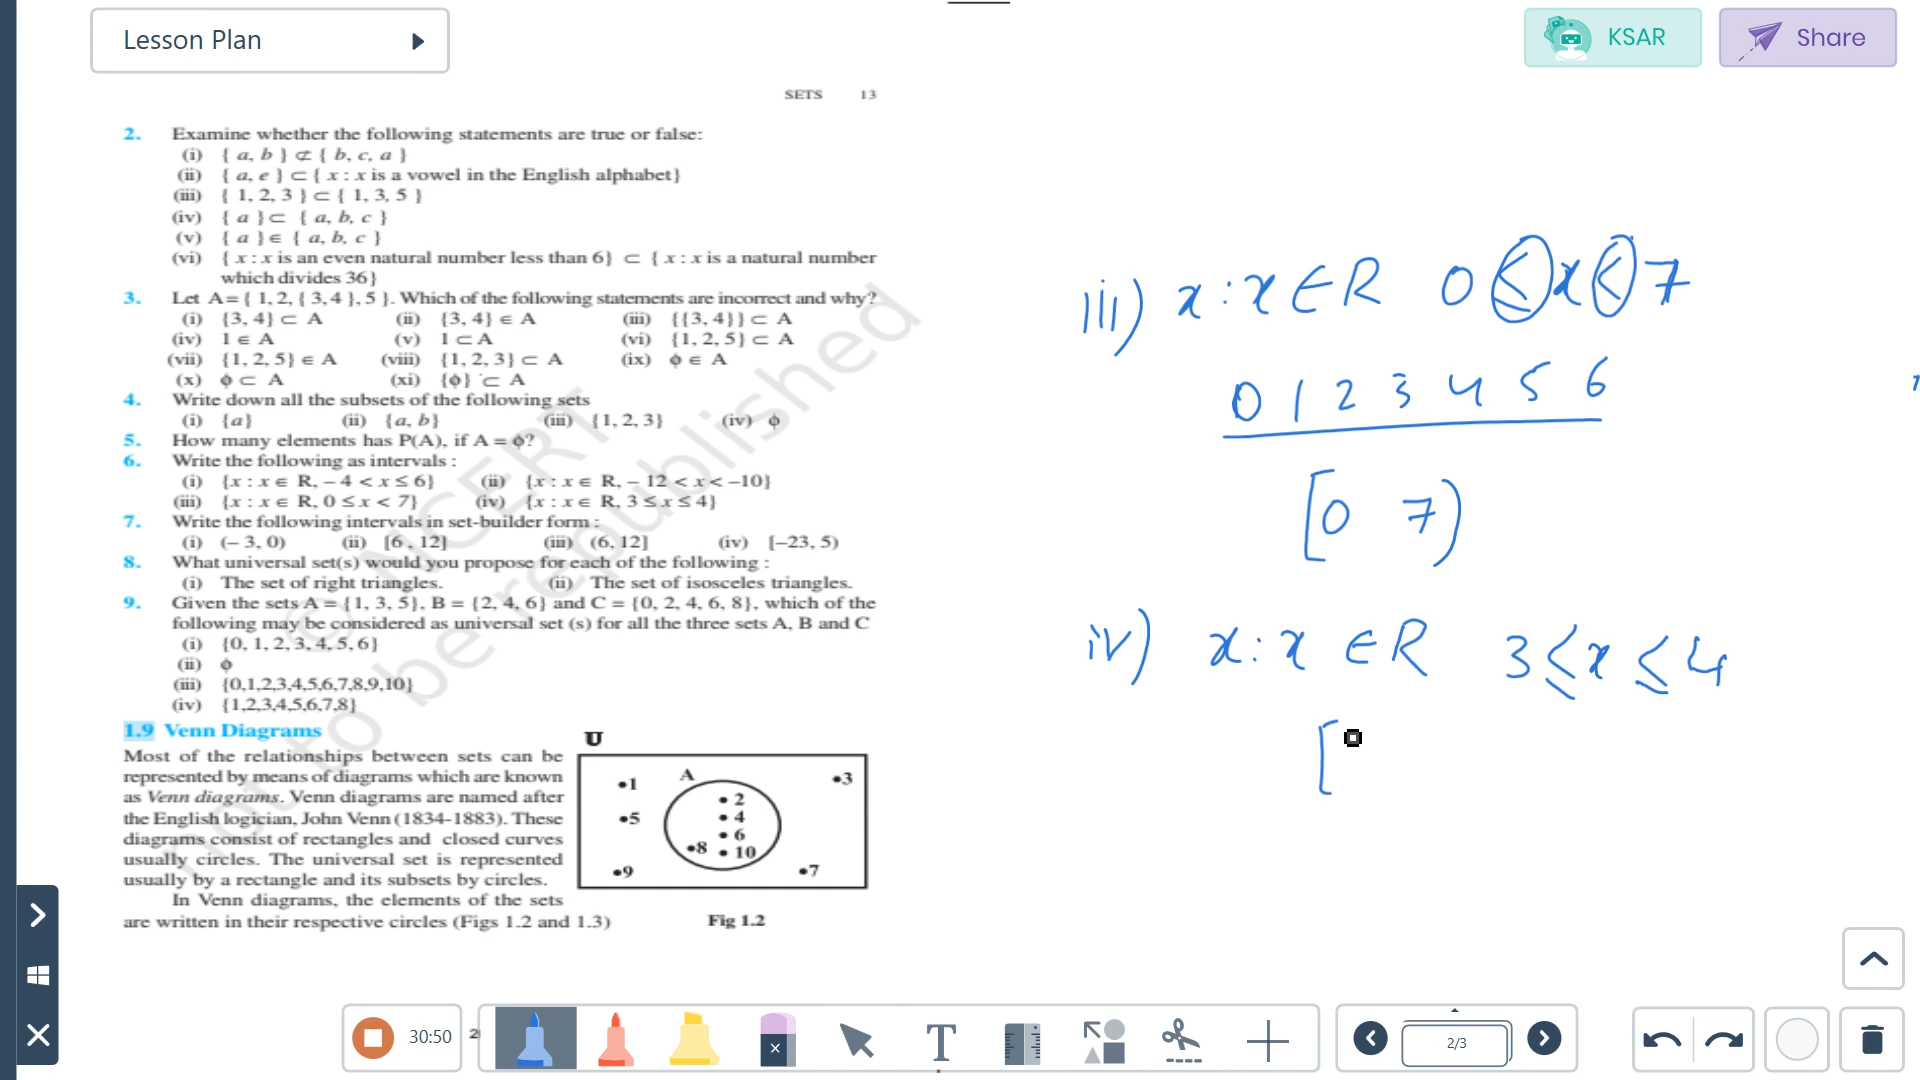 Lesson Plan
KSAR
Share
SETS 13
2. Examine whether the following statements are true or false:
(i) { a, b } ⊄ { b, c, a }
(ii) { a, e } ⊂ { x : x is a vowel in the English alphabet}
(iii) { 1, 2, 3 } ⊂ { 1, 3, 5 }
(iv) { a } ⊂ { a, b, c }
(v) { a } ∈ { a, b, c }
(vi) { x : x is an even natural number less than 6} ⊂ { x : x is a natural number
which divides 36}
3. Let A = { 1, 2, { 3, 4 }, 5 }. Which of the following statements are incorrect and why?
(i) {3, 4} ⊂ A (ii) {3, 4} ∈ A (iii) {{3, 4}} ⊂ A
(iv) 1 ∈ A (v) 1 ⊂ A (vi) {1, 2, 5} ⊂ A
(vii) {1, 2, 5} ∈ A (viii) {1, 2, 3} ⊂ A (ix) φ ∈ A
(x) φ ⊂ A (xi) {φ} ⊂ A
4. Write down all the subsets of the following sets
(i) {a} (ii) {a, b} (iii) {1, 2, 3} (iv) φ
5. How many elements has P(A), if A = φ?
6. Write the following as intervals :
(i) {x : x ∈ R, – 4 < x ≤ 6} (ii) {x : x ∈ R, – 12 < x < –10}
(iii) {x : x ∈ R, 0 ≤ x < 7} (iv) {x : x ∈ R, 3 ≤ x ≤ 4}
7. Write the following intervals in set-builder form :
(i) (– 3, 0) (ii) [6 , 12] (iii) (6, 12] (iv) [–23, 5)
8. What universal set(s) would you propose for each of the following :
(i) The set of right triangles. (ii) The set of isosceles triangles.
9. Given the sets A = {1, 3, 5}, B = {2, 4, 6} and C = {0, 2, 4, 6, 8}, which of the
following may be considered as universal set (s) for all the three sets A, B and C
(i) {0, 1, 2, 3, 4, 5, 6}
(ii) φ
(iii) {0,1,2,3,4,5,6,7,8,9,10}
(iv) {1,2,3,4,5,6,7,8}
1.9 Venn Diagrams
Most of the relationships between sets can be
represented by means of diagrams which are known
as Venn diagrams. Venn diagrams are named after
the English logician, John Venn (1834-1883). These
diagrams consist of rectangles and closed curves
usually circles. The universal set is represented
usually by a rectangle and its subsets by circles.
In Venn diagrams, the elements of the sets
are written in their respective circles (Figs 1.2 and 1.3)
U
A
•1 •3
• 2
• 4
•5
• 6
•8 • 10
•9 •7
Fig 1.2
© NCERT
not to be republished
iii) x : x ∈ R 0 ≤ x < 7
0 1 2 3 4 5 6
[0 7)
iv) x : x ∈ R 3 ≤ x ≤ 4
[
30:50
T
2/3